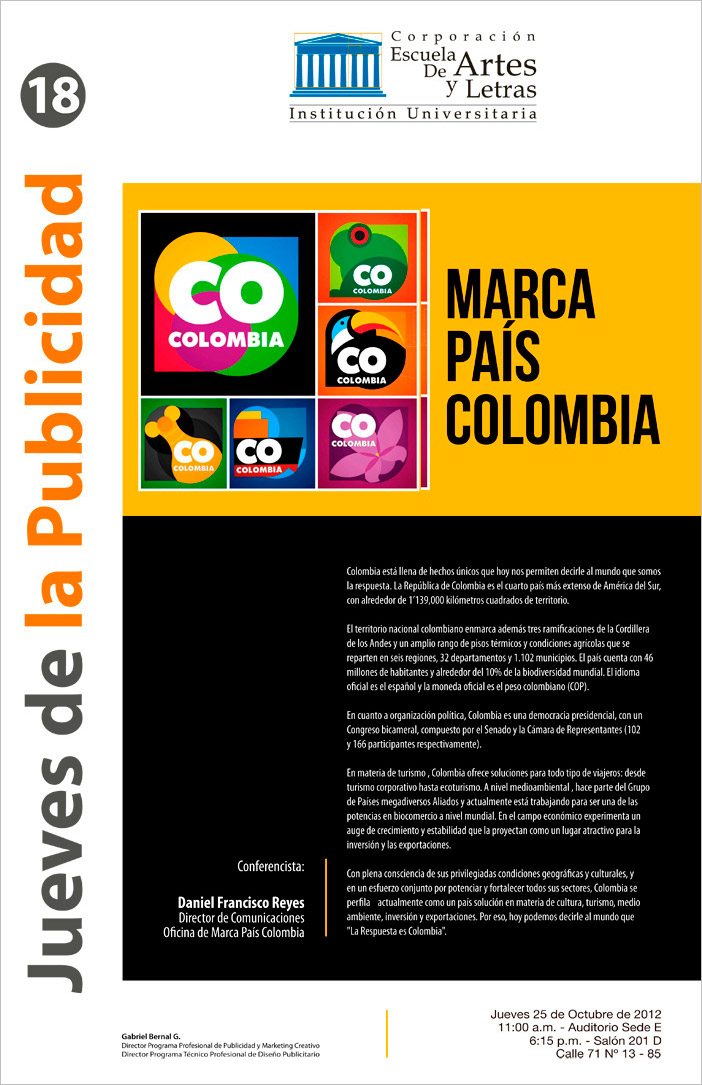 Corporación
Escuela
De Artes
y Letras
Institución Universitaria
18
Jueves de la Publicidad
CO
COLOMBIA
CO
COLOMBIA
CO
COLOMBIA
CO
COLOMBIA
CO
COLOMBIA
CO
COLOMBIA
MARCA
PAÍS
COLOMBIA
Colombia está llena de hechos únicos que hoy nos permiten decirle al mundo que somos
la respuesta. La República de Colombia es el cuarto país más extenso de América del Sur,
con alrededor de 1'139,000 kilómetros cuadrados de territorio.
El territorio nacional colombiano enmarca además tres ramificaciones de la Cordillera
de los Andes y un amplio rango de pisos térmicos y condiciones agrícolas que se
reparten en seis regiones, 32 departamentos y 1.102 municipios. El país cuenta con 46
millones de habitantes y alrededor del 10% de la biodiversidad mundial. El idioma
oficial es el español y la moneda oficial es el peso colombiano (COP).
En cuanto a organización política, Colombia es una democracia presidencial, con un
Congreso bicameral, compuesto por el Senado y la Cámara de Representantes (102
y 166 participantes respectivamente).
En materia de turismo , Colombia ofrece soluciones para todo tipo de viajeros: desde
turismo corporativo hasta ecoturismo. A nivel medioambiental , hace parte del Grupo
de Países megadiversos Aliados y actualmente está trabajando para ser una de las
potencias en biocomercio a nivel mundial. En el campo económico experimenta un
auge de crecimiento y estabilidad que la proyectan como un lugar atractivo para la
inversión y las exportaciones.
Con plena consciencia de sus privilegiadas condiciones geográficas y culturales, y
en un esfuerzo conjunto por potenciar y fortalecer todos sus sectores, Colombia se
perfila actualmente como un país solución en materia de cultura, turismo, medio
ambiente, inversión y exportaciones. Por eso, hoy podemos decirle al mundo que
"La Respuesta es Colombia".
Conferencista:
Daniel Francisco Reyes
Director de Comunicaciones
Oficina de Marca País Colombia
Gabriel Bernal G.
Director Programa Profesional de Publicidad y Marketing Creativo
Director Programa Técnico Profesional de Diseño Publicitario
Jueves 25 de Octubre de 2012
11:00 a.m. - Auditorio Sede E
6:15 p.m. - Salón 201 D
Calle 71 Nº 13 - 85